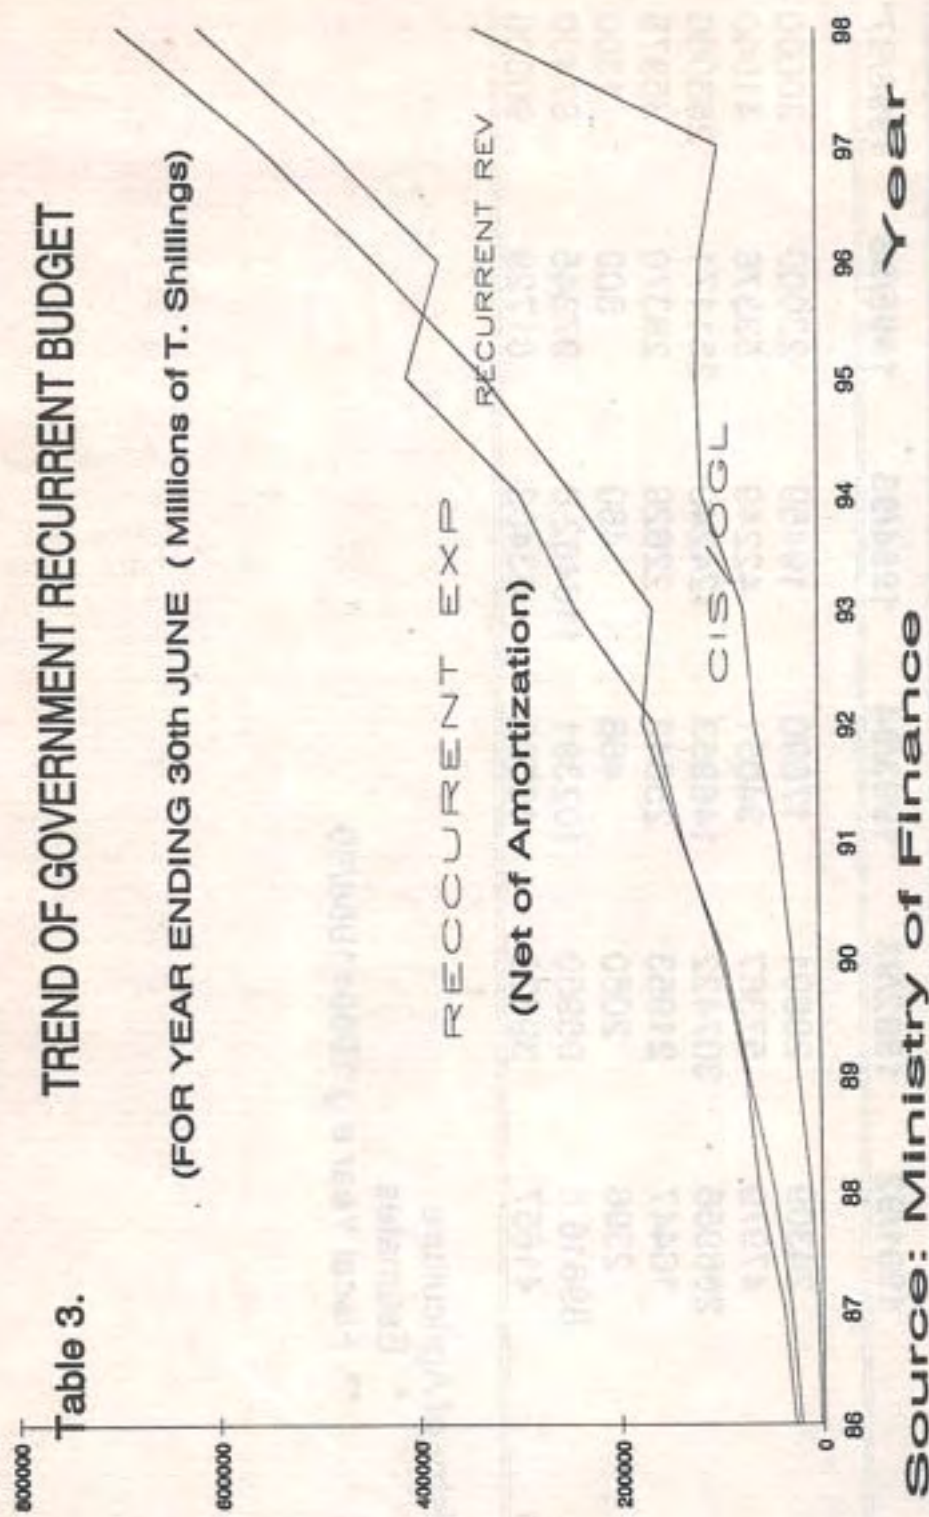 Table 3.
TREND OF GOVERNMENT RECURRENT BUDGET
(FOR YEAR ENDING 30th JUNE (Millions of T. Shillings)
800000
600000
400000
200000
0
RECCURENT EXP
(Net of Amortization)
RECURRENT REV
CIS/OGL
86 87 88 89 90 91 92 93 94 95 96 97 98
Year
Source: Ministry of Finance